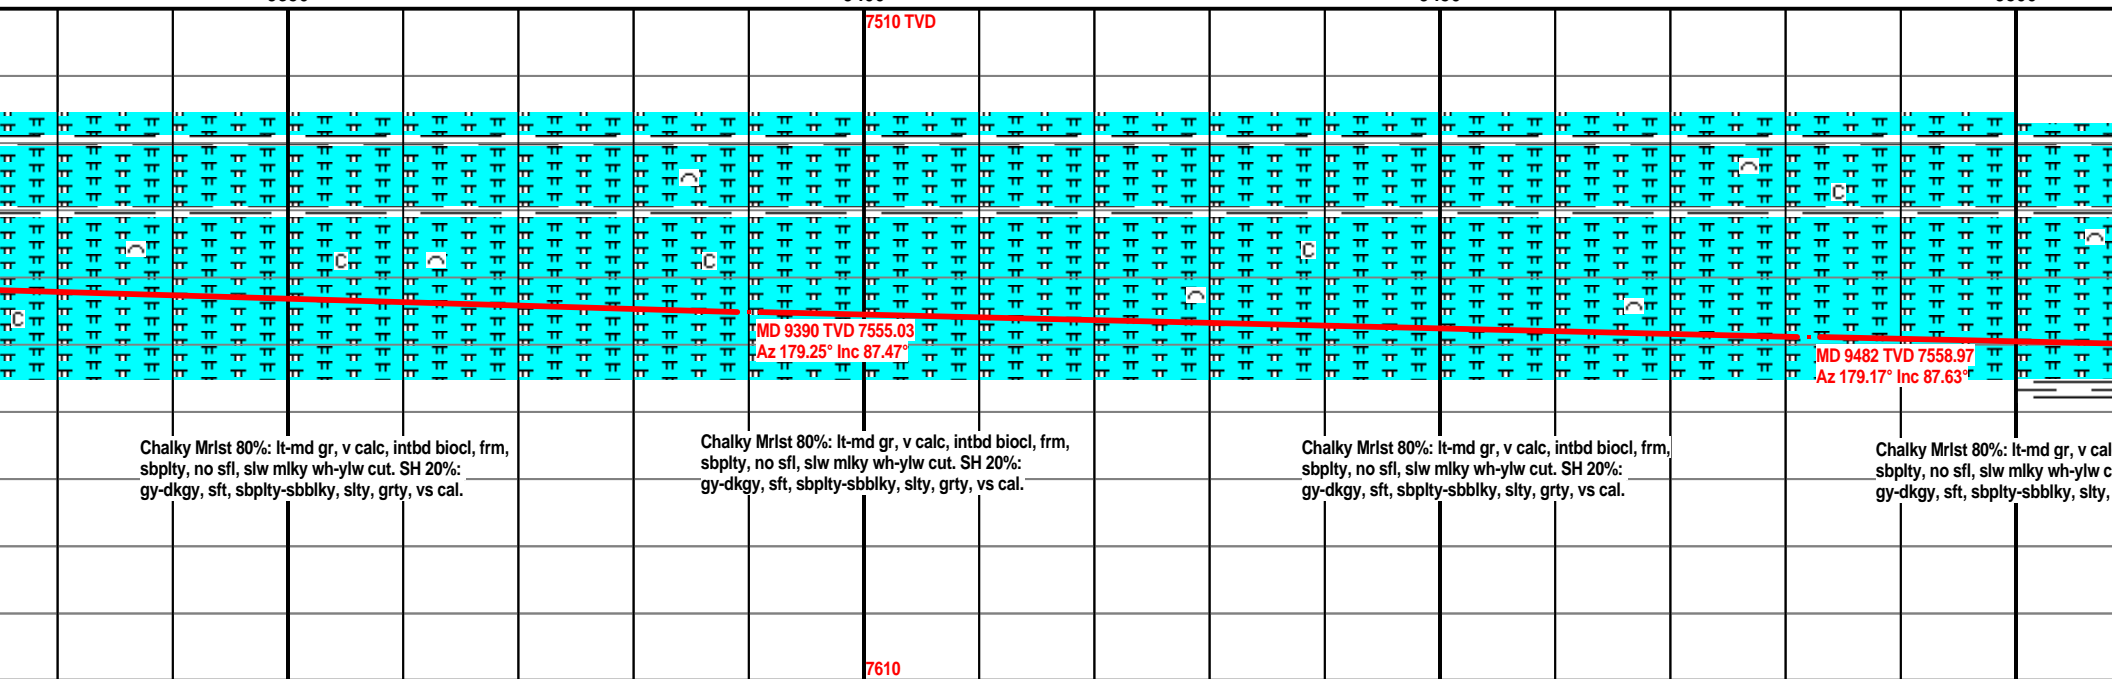 7510 TVD
C
C
C
C
C
MD 9390 TVD 7555.03
Az 179.25° Inc 87.47°
MD 9482 TVD 7558.97
Az 179.17° Inc 87.63°
Chalky Mrlst 80%: lt-md gr, v calc, intbd biocl, frm,
sbplty, no sfl, slw mlky wh-ylw cut. SH 20%:
gy-dkgy, sft, sbplty-sbblky, slty, grty, vs cal.
Chalky Mrlst 80%: lt-md gr, v calc, intbd biocl, frm,
sbplty, no sfl, slw mlky wh-ylw cut. SH 20%:
gy-dkgy, sft, sbplty-sbblky, slty, grty, vs cal.
Chalky Mrlst 80%: lt-md gr, v calc, intbd biocl, frm,
sbplty, no sfl, slw mlky wh-ylw cut. SH 20%:
gy-dkgy, sft, sbplty-sbblky, slty, grty, vs cal.
Chalky Mrlst 80%: lt-md gr, v cal
sbplty, no sfl, slw mlky wh-ylw c
gy-dkgy, sft, sbplty-sbblky, slty,
7610